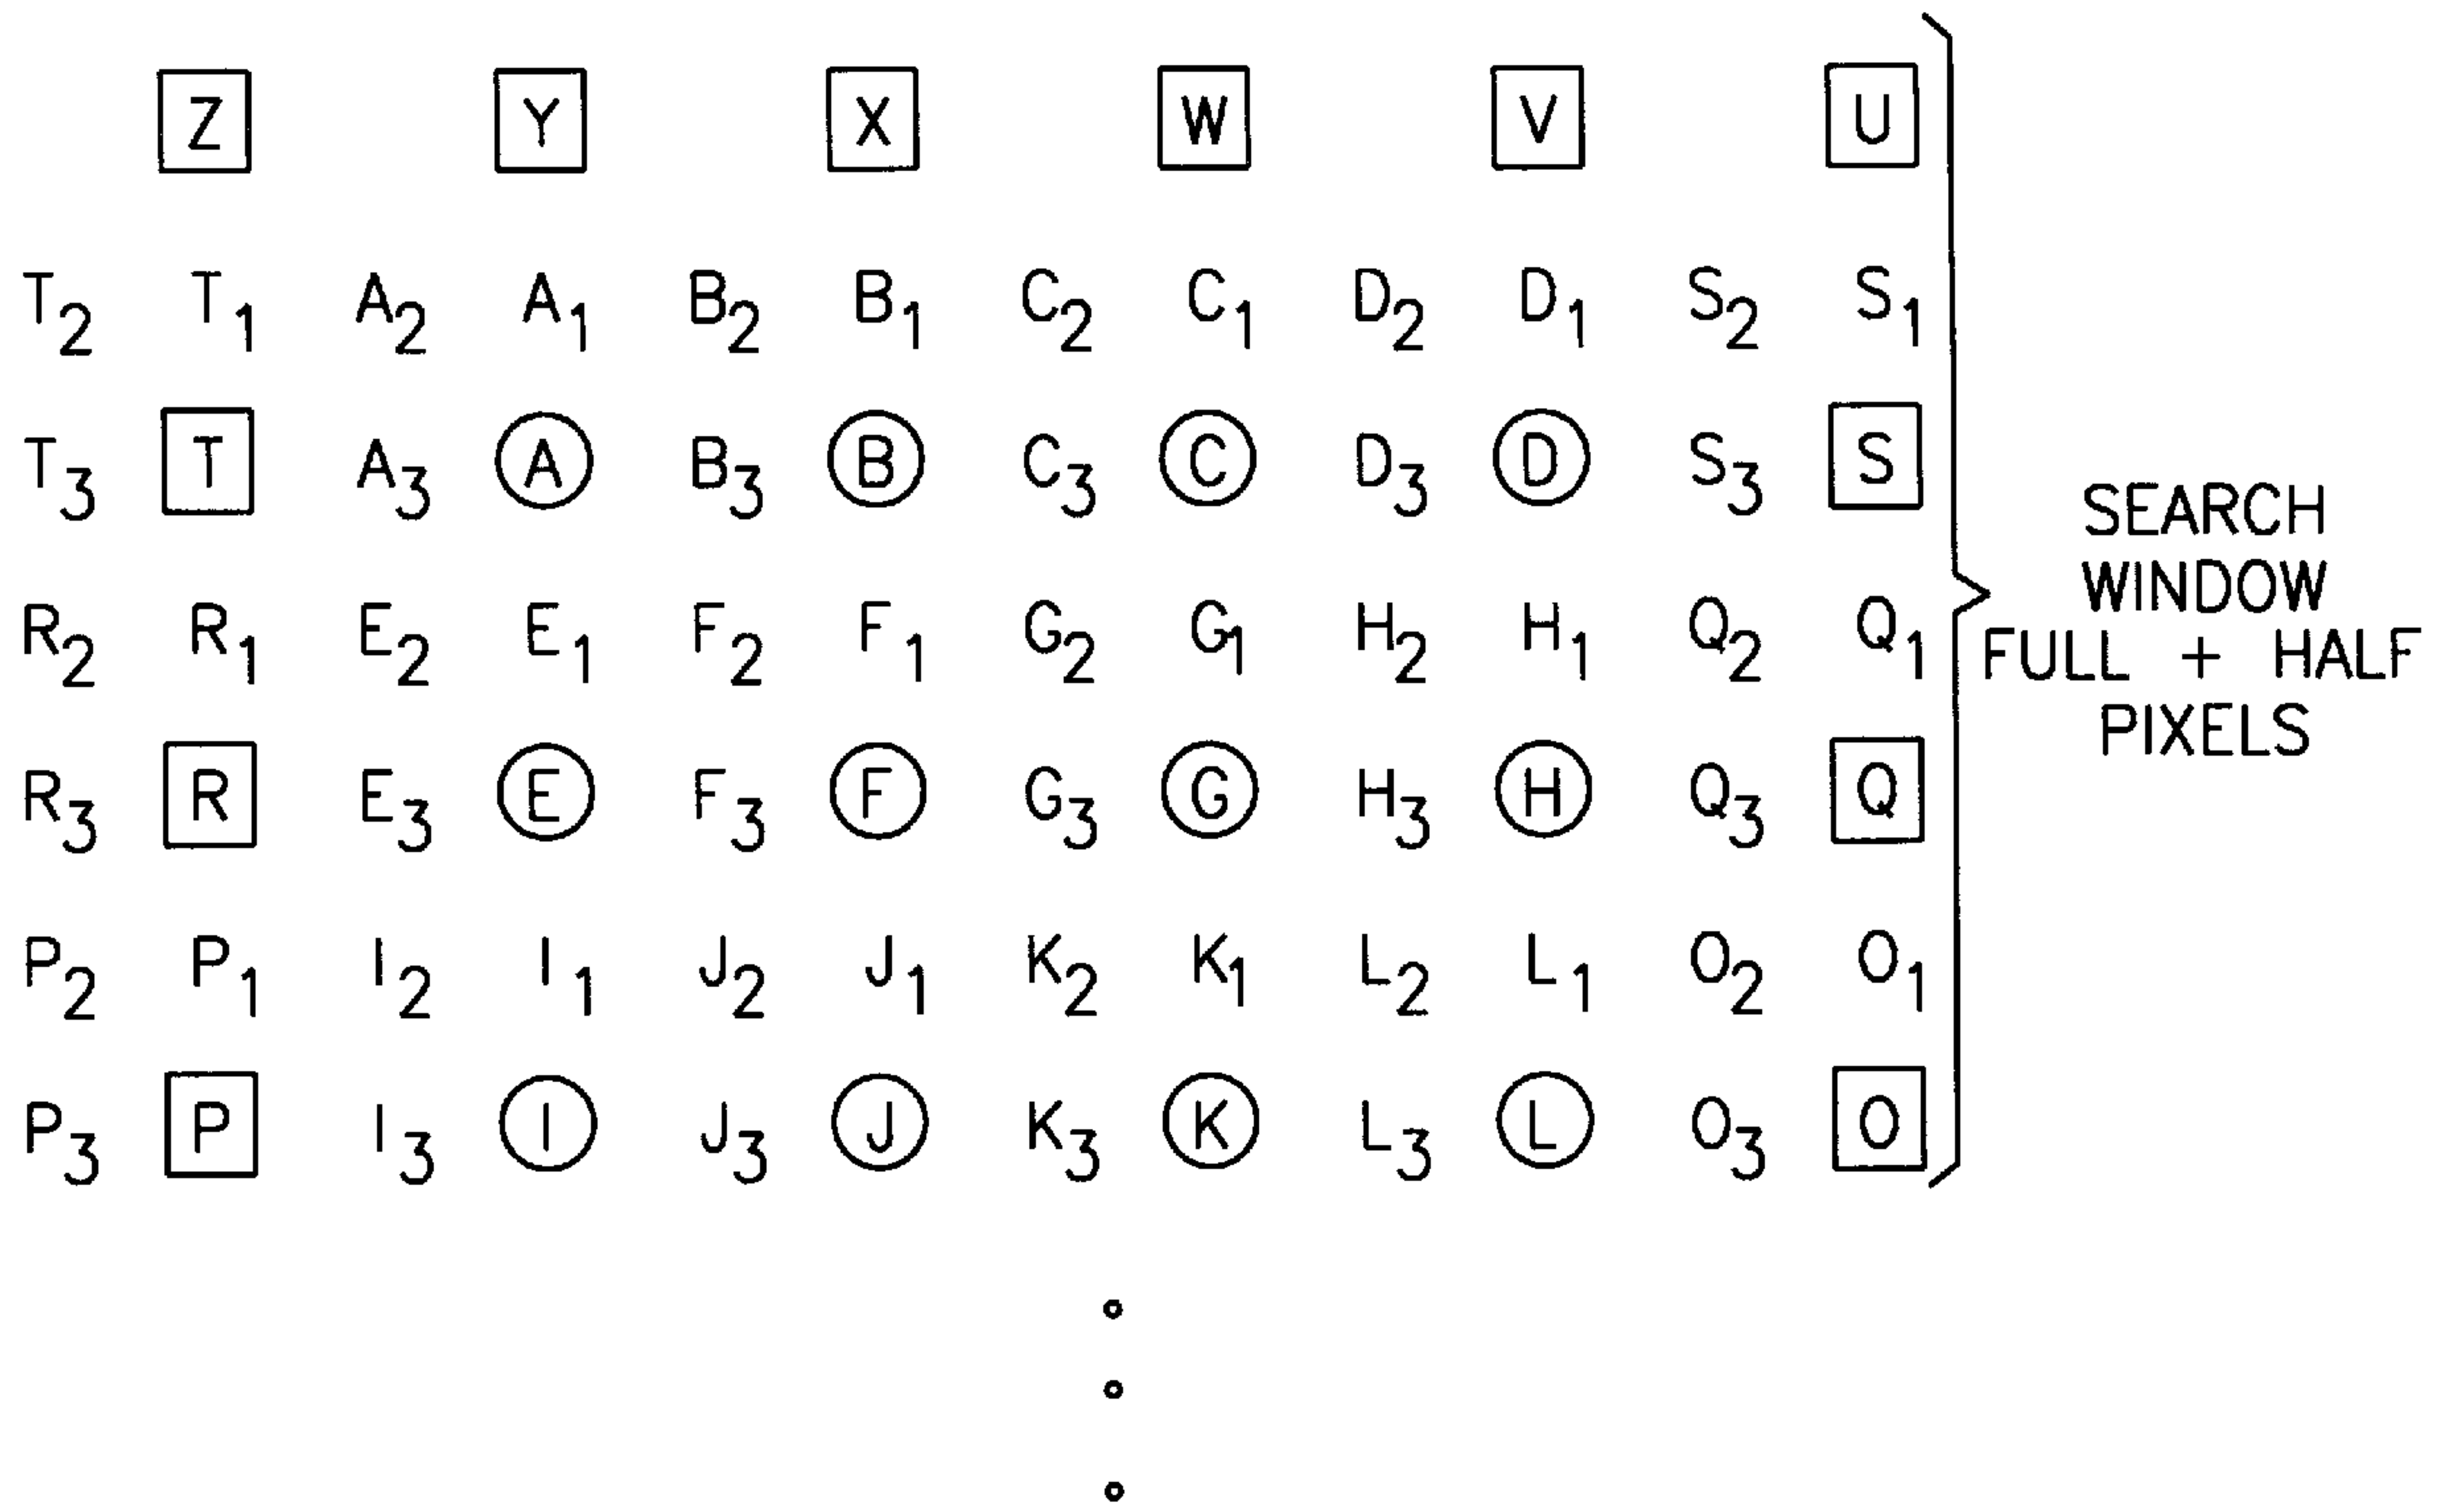 Z Y X W V U
T₂ T₁ A₂ A₁ B₂ B₁ C₂ C₁ D₂ D₁ S₂ S₁
T₃ T A₃ A B₃ B C₃ C D₃ D S₃ S
R₂ R₁ E₂ E₁ F₂ F₁ G₂ G₁ H₂ H₁ Q₂ Q₁
R₃ R E₃ E F₃ F G₃ G H₃ H Q₃ Q
P₂ P₁ I₂ I₁ J₂ J₁ K₂ K₁ L₂ L₁ O₂ O₁
P₃ P I₃ I J₃ J K₃ K L₃ L O₃ O
SEARCH
WINDOW
FULL + HALF
PIXELS